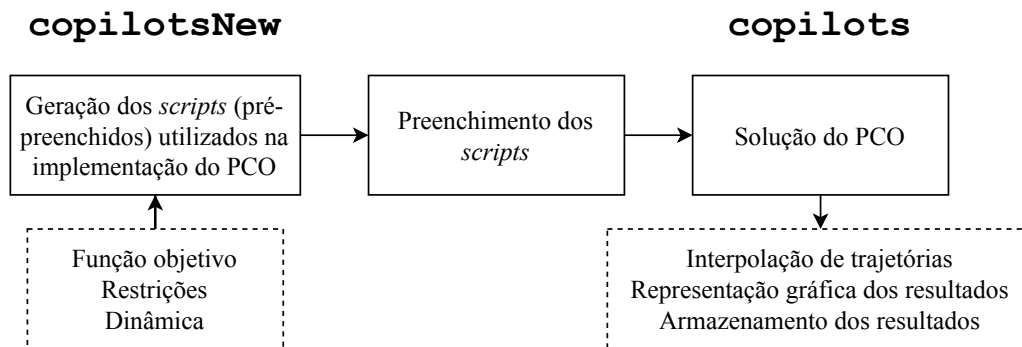 copilotsNew
copilots
Geração dos scripts (pré-
preenchidos) utilizados na
implementação do PCO
Preenchimento dos
scripts
Solução do PCO
Função objetivo
Restrições
Dinâmica
Interpolação de trajetórias
Representação gráfica dos resultados
Armazenamento dos resultados